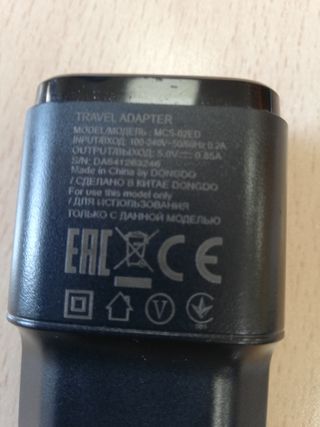 TRAVEL ADAPTER
MODEL/МОДЕЛЬ : MCS-02ED
INPUT/ВХОД: 100-240V~50/60Hz 0.2A
OUTPUT/ВЫХОД: 5.0V⎓0.85A
S/N: DA641263246
Made in China by DONGDO
/ СДЕЛАНО В КИТАЕ DONGDO
For use this model only
/ ДЛЯ ИСПОЛЬЗОВАНИЯ
ТОЛЬКО С ДАННОЙ МОДЕЛЬЮ
EAC CE
V